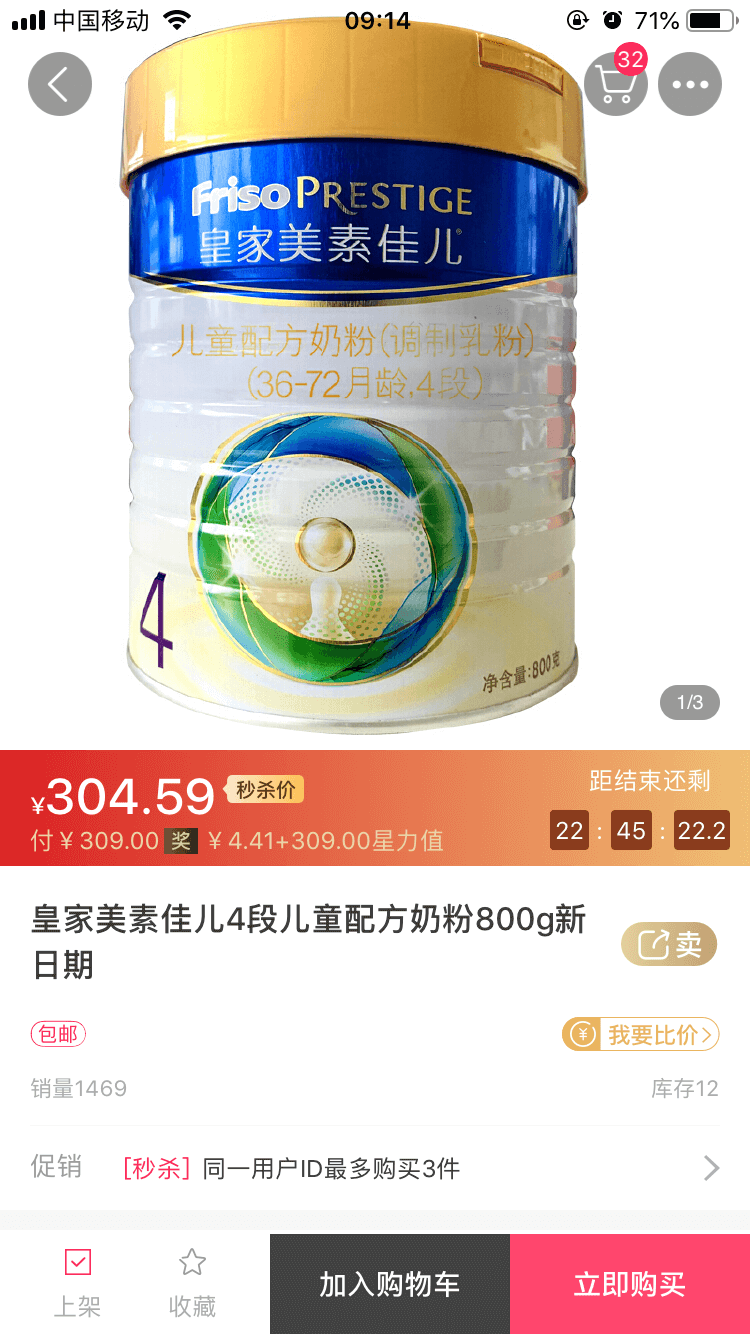 中国移动
09:14
71%
32
Friso PRESTIGE
皇家美素佳儿
儿童配方奶粉(调制乳粉)
(36-72月龄,4段)
4
净含量:800克
1/3
¥304.59 秒杀价
距结束还剩
付¥309.00 奖 ¥4.41+309.00星力值
22 : 45 : 22.2
皇家美素佳儿4段儿童配方奶粉800g新
日期
卖
包邮
¥ 我要比价>
销量1469
库存12
促销 [秒杀] 同一用户ID最多购买3件
上架
收藏
加入购物车
立即购买